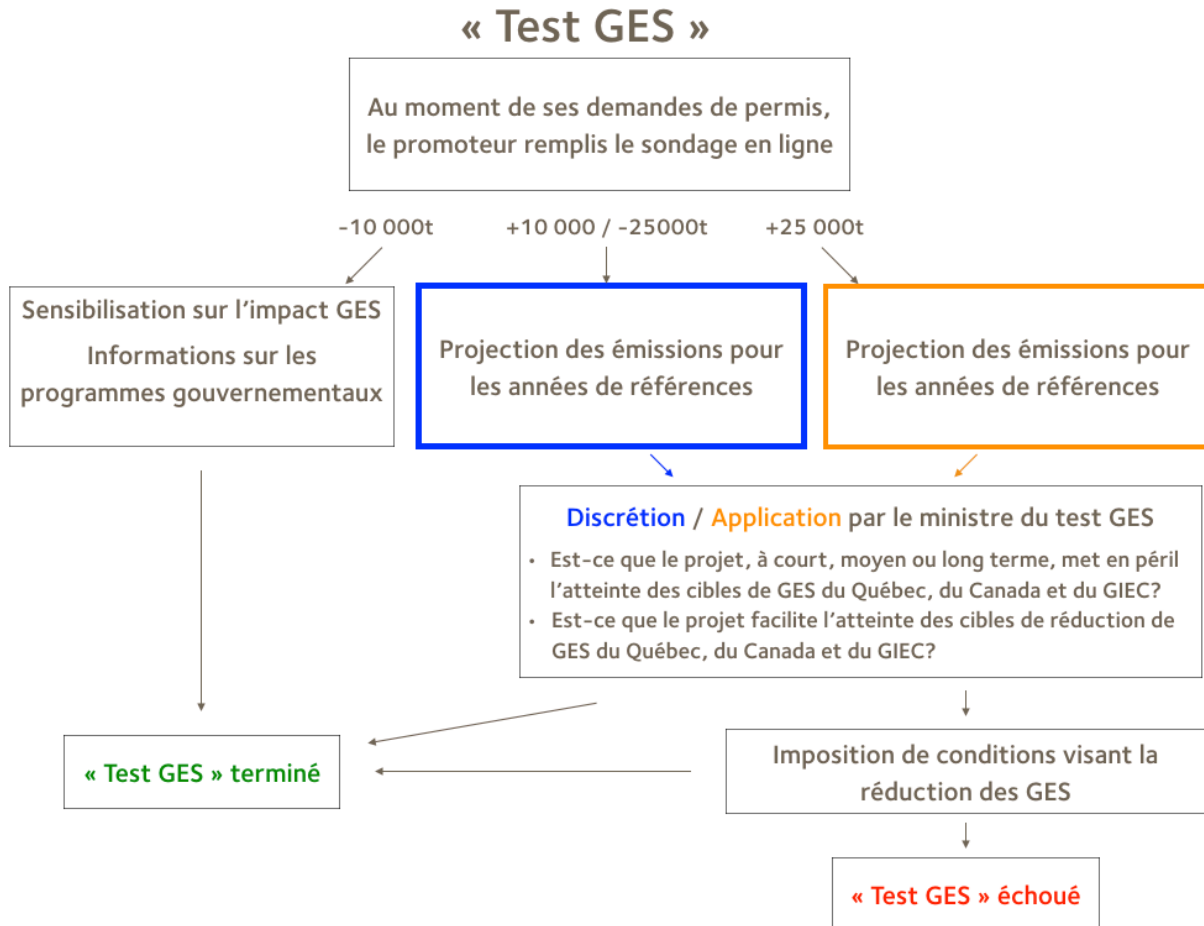 « Test GES »
Au moment de ses demandes de permis,
le promoteur remplis le sondage en ligne
-10 000t
+10 000 / -25000t
+25 000t
Sensibilisation sur l’impact GES
Informations sur les
programmes gouvernementaux
Projection des émissions pour
les années de références
Projection des émissions pour
les années de références
Discrétion / Application par le ministre du test GES
• Est-ce que le projet, à court, moyen ou long terme, met en péril
l’atteinte des cibles de GES du Québec, du Canada et du GIEC?
• Est-ce que le projet facilite l’atteinte des cibles de réduction de
GES du Québec, du Canada et du GIEC?
« Test GES » terminé
Imposition de conditions visant la
réduction des GES
« Test GES » échoué